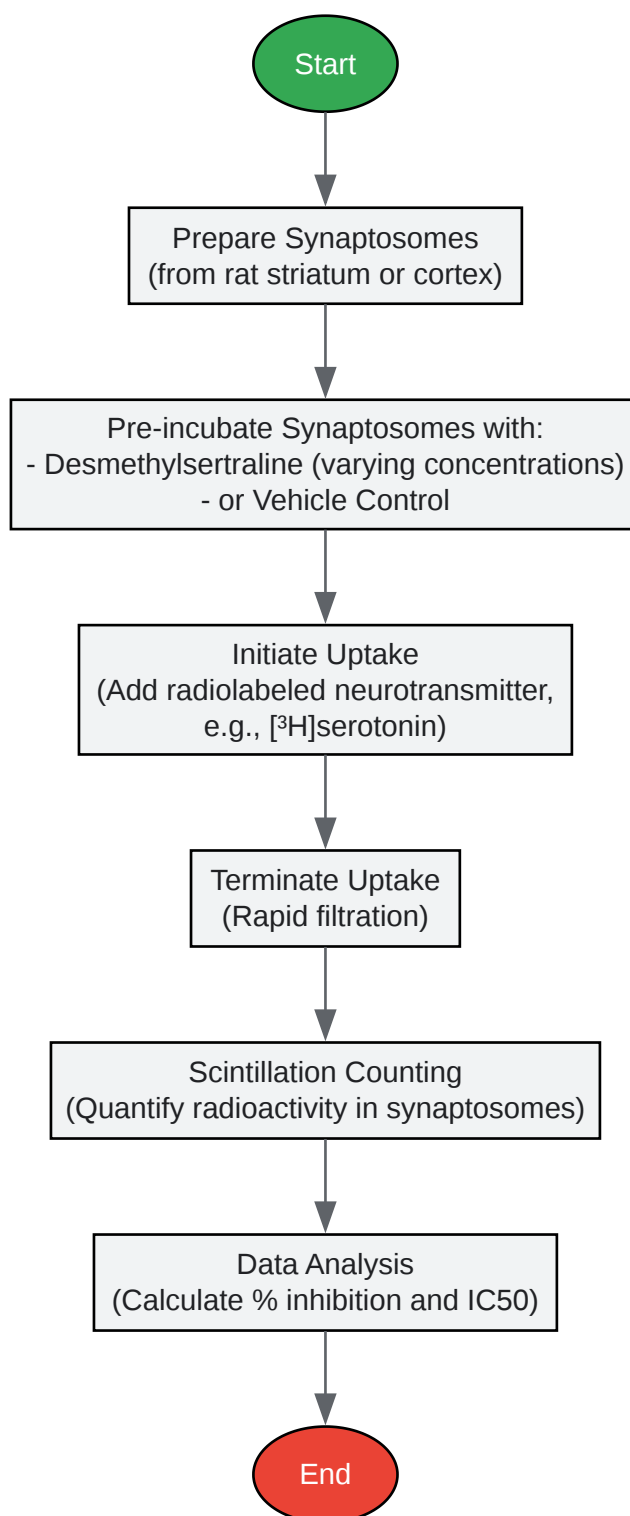 Start
Prepare Synaptosomes
(from rat striatum or cortex)
Pre-incubate Synaptosomes with:
- Desmethylsertraline (varying concentrations)
- or Vehicle Control
Initiate Uptake
(Add radiolabeled neurotransmitter,
e.g., [³H]serotonin)
Terminate Uptake
(Rapid filtration)
Scintillation Counting
(Quantify radioactivity in synaptosomes)
Data Analysis
(Calculate % inhibition and IC50)
End